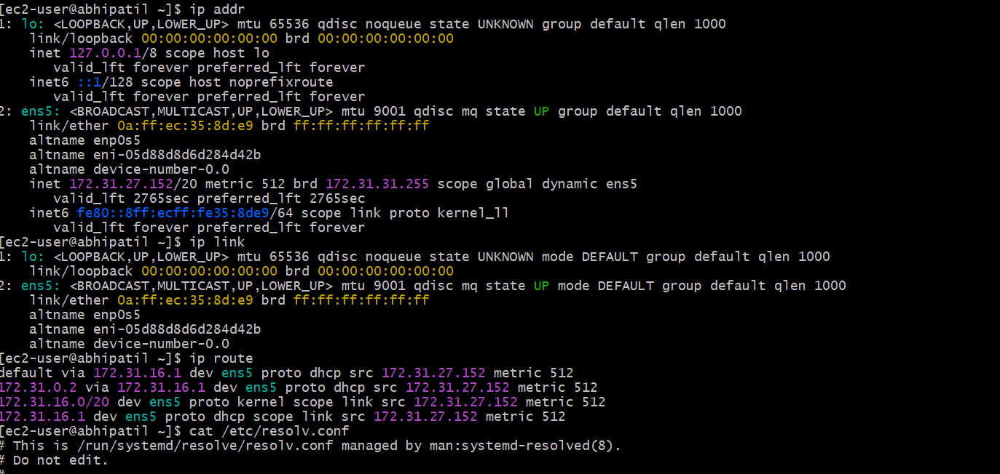 [ec2-user@abhipatil ~]$ ip addr
1: lo: <LOOPBACK,UP,LOWER_UP> mtu 65536 qdisc noqueue state UNKNOWN group default qlen 1000
    link/loopback 00:00:00:00:00:00 brd 00:00:00:00:00:00
    inet 127.0.0.1/8 scope host lo
       valid_lft forever preferred_lft forever
    inet6 ::1/128 scope host noprefixroute
       valid_lft forever preferred_lft forever
2: ens5: <BROADCAST,MULTICAST,UP,LOWER_UP> mtu 9001 qdisc mq state UP group default qlen 1000
    link/ether 0a:ff:ec:35:8d:e9 brd ff:ff:ff:ff:ff:ff
    altname enp0s5
    altname eni-05d88d8d6d284d42b
    altname device-number-0.0
    inet 172.31.27.152/20 metric 512 brd 172.31.31.255 scope global dynamic ens5
       valid_lft 2765sec preferred_lft 2765sec
    inet6 fe80::8ff:ecff:fe35:8de9/64 scope link proto kernel_ll
       valid_lft forever preferred_lft forever
[ec2-user@abhipatil ~]$ ip link
1: lo: <LOOPBACK,UP,LOWER_UP> mtu 65536 qdisc noqueue state UNKNOWN mode DEFAULT group default qlen 1000
    link/loopback 00:00:00:00:00:00 brd 00:00:00:00:00:00
2: ens5: <BROADCAST,MULTICAST,UP,LOWER_UP> mtu 9001 qdisc mq state UP mode DEFAULT group default qlen 1000
    link/ether 0a:ff:ec:35:8d:e9 brd ff:ff:ff:ff:ff:ff
    altname enp0s5
    altname eni-05d88d8d6d284d42b
    altname device-number-0.0
[ec2-user@abhipatil ~]$ ip route
default via 172.31.16.1 dev ens5 proto dhcp src 172.31.27.152 metric 512
172.31.0.2 via 172.31.16.1 dev ens5 proto dhcp src 172.31.27.152 metric 512
172.31.16.0/20 dev ens5 proto kernel scope link src 172.31.27.152 metric 512
172.31.16.1 dev ens5 proto dhcp scope link src 172.31.27.152 metric 512
[ec2-user@abhipatil ~]$ cat /etc/resolv.conf
# This is /run/systemd/resolve/resolv.conf managed by man:systemd-resolved(8).
# Do not edit.
#